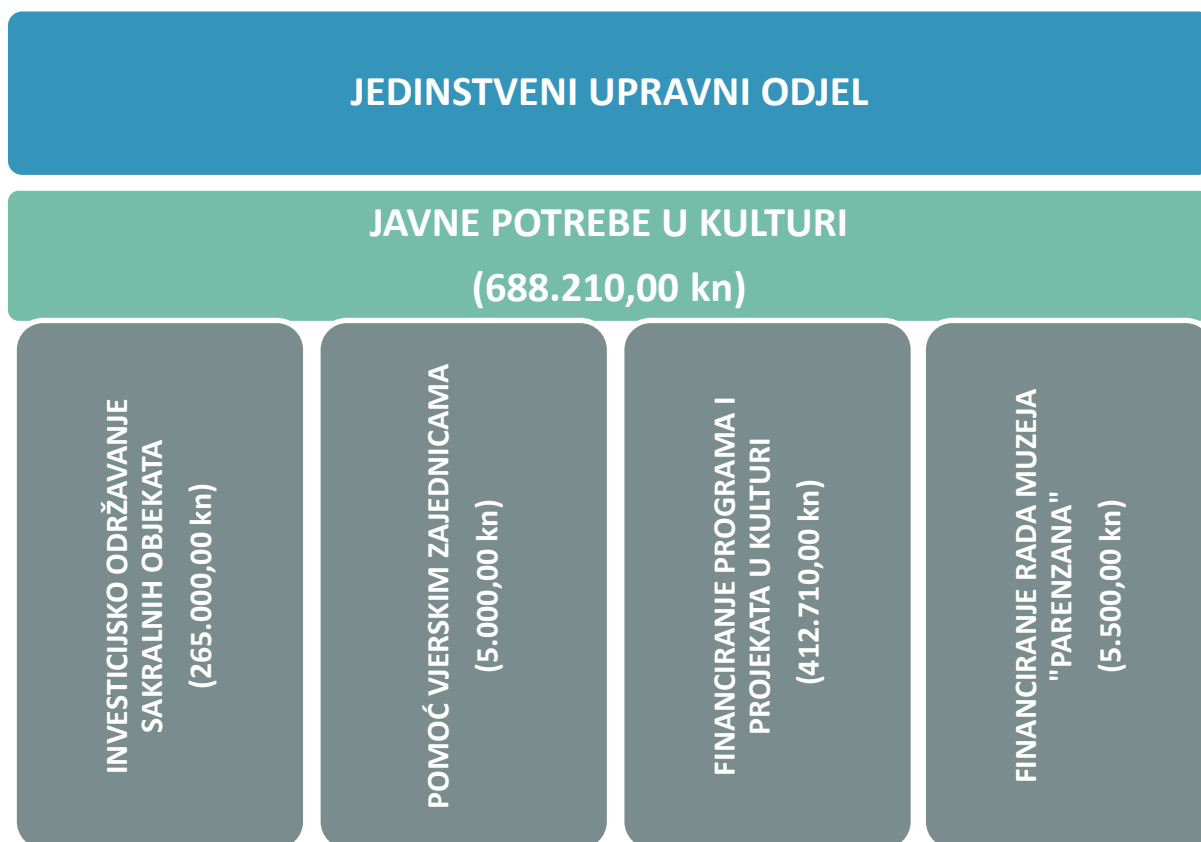 JEDINSTVENI UPRAVNI ODJEL
JAVNE POTREBE U KULTURI
(688.210,00 kn)
INVESTICIJSKO ODRŽAVANJE
SAKRALNIH OBJEKATA
(265.000,00 kn)
POMOĆ VJERSKIM ZAJEDNICAMA
(5.000,00 kn)
FINANCIRANJE PROGRAMA I
PROJEKATA U KULTURI
(412.710,00 kn)
FINANCIRANJE RADA MUZEJA
"PARENZANA"
(5.500,00 kn)